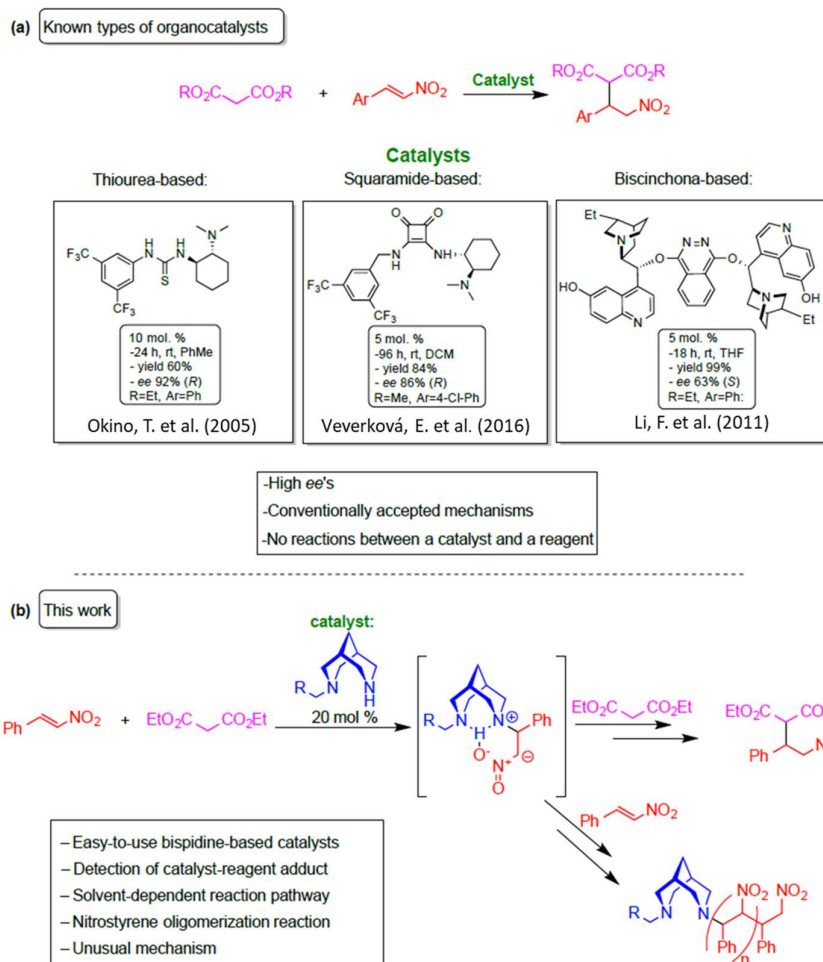 (a) Known types of organocatalysts
RO₂C CO₂R + Ar NO₂ Catalyst RO₂C CO₂R
Ar NO₂
Catalysts
Thiourea-based: Squaramide-based: Biscinchona-based:
F₃C CF₃ H N S H N N
O O N H NH N F₃C CF₃
Et N N N O O N HO N OH N Et
10 mol. %
-24 h, rt, PhMe
- yield 60%
- ee 92% (R)
R=Et, Ar=Ph
5 mol. %
-96 h, rt, DCM
- yield 84%
- ee 86% (R)
R=Me, Ar=4-Cl-Ph
5 mol. %
-18 h, rt, THF
- yield 99%
- ee 63% (S)
R=Et, Ar=Ph:
Okino, T. et al. (2005) Veverková, E. et al. (2016) Li, F. et al. (2011)
-High ee's
-Conventionally accepted mechanisms
-No reactions between a catalyst and a reagent
(b) This work
catalyst:
R N N H
20 mol %
Ph NO₂ + EtO₂C CO₂Et
R N H N⊕ Ph O⁻ N⁺ ⊖ O
EtO₂C CO₂Et
EtO₂C
Ph
Ph NO₂
R N N NO₂ NO₂
Ph n Ph
– Easy-to-use bispidine-based catalysts
– Detection of catalyst-reagent adduct
– Solvent-dependent reaction pathway
– Nitrostyrene oligomerization reaction
– Unusual mechanism